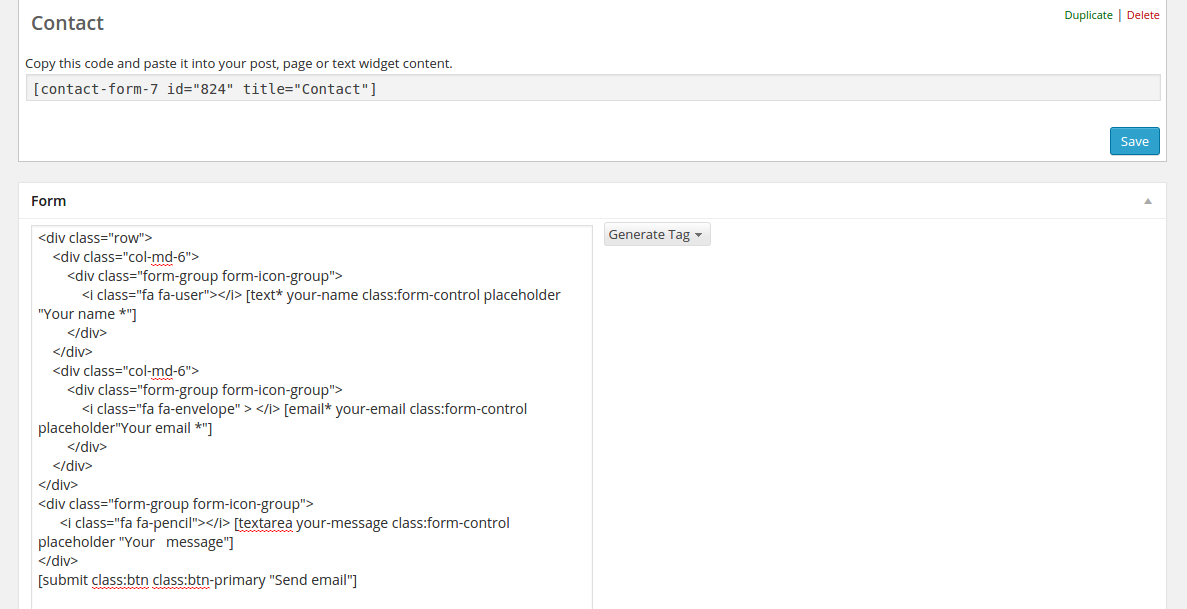 Contact
Duplicate | Delete
Copy this code and paste it into your post, page or text widget content.
[contact-form-7 id="824" title="Contact"]
Save
Form
Generate Tag
<div class="row">
<div class="col-md-6">
<div class="form-group form-icon-group">
<i class="fa fa-user"></i> [text* your-name class:form-control placeholder
"Your name *"]
</div>
</div>
<div class="col-md-6">
<div class="form-group form-icon-group">
<i class="fa fa-envelope" > </i> [email* your-email class:form-control
placeholder"Your email *"]
</div>
</div>
</div>
<div class="form-group form-icon-group">
<i class="fa fa-pencil"></i> [textarea your-message class:form-control
placeholder "Your   message"]
</div>
[submit class:btn class:btn-primary "Send email"]